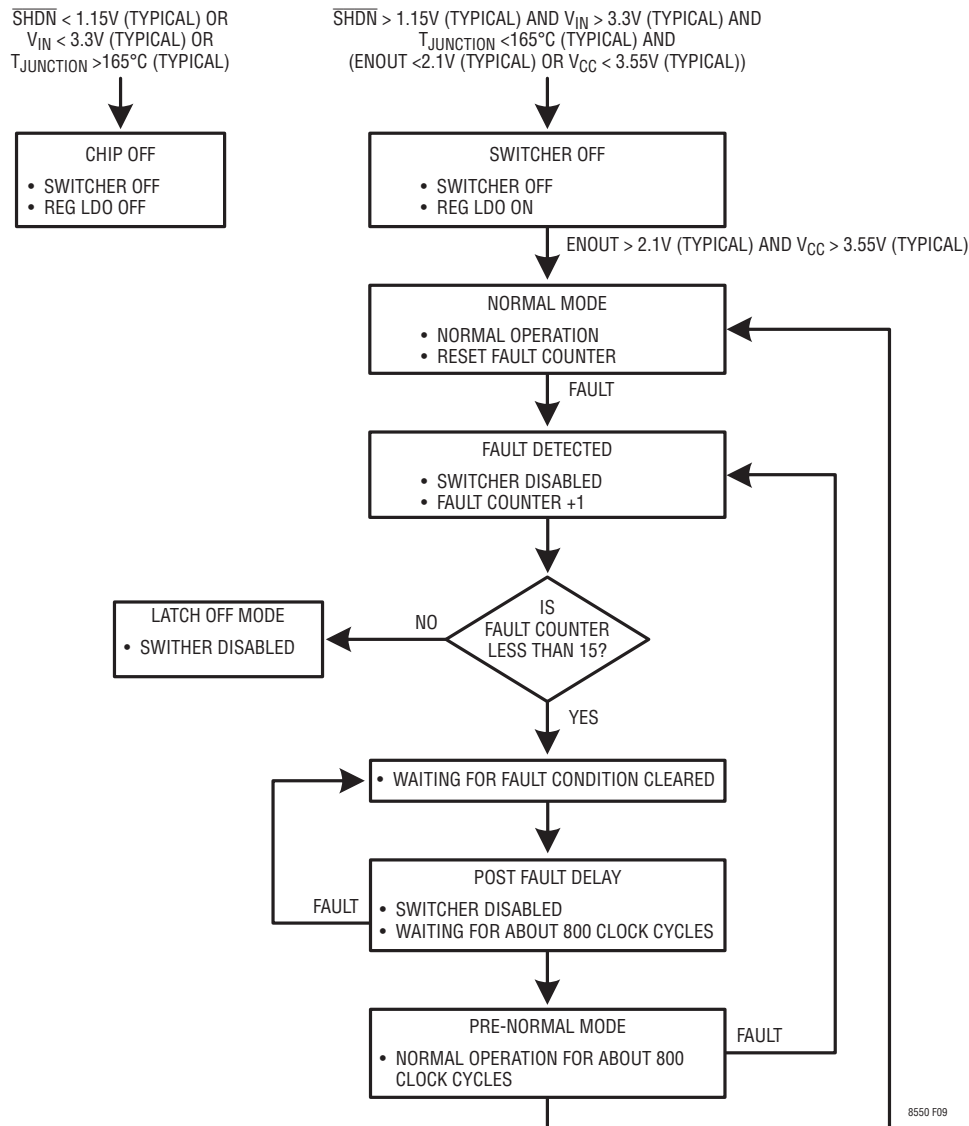 SHDN < 1.15V (TYPICAL) OR
VIN < 3.3V (TYPICAL) OR
TJUNCTION >165°C (TYPICAL)
SHDN > 1.15V (TYPICAL) AND VIN > 3.3V (TYPICAL) AND
TJUNCTION <165°C (TYPICAL) AND
(ENOUT <2.1V (TYPICAL) OR VCC < 3.55V (TYPICAL))
CHIP OFF
• SWITCHER OFF
• REG LDO OFF
SWITCHER OFF
• SWITCHER OFF
• REG LDO ON
ENOUT > 2.1V (TYPICAL) AND VCC > 3.55V (TYPICAL)
NORMAL MODE
• NORMAL OPERATION
• RESET FAULT COUNTER
FAULT
FAULT DETECTED
• SWITCHER DISABLED
• FAULT COUNTER +1
IS
FAULT COUNTER
LESS THAN 15?
NO
LATCH OFF MODE
• SWITHER DISABLED
YES
• WAITING FOR FAULT CONDITION CLEARED
POST FAULT DELAY
• SWITCHER DISABLED
• WAITING FOR ABOUT 800 CLOCK CYCLES
FAULT
PRE-NORMAL MODE
• NORMAL OPERATION FOR ABOUT 800
CLOCK CYCLES
FAULT
8550 F09